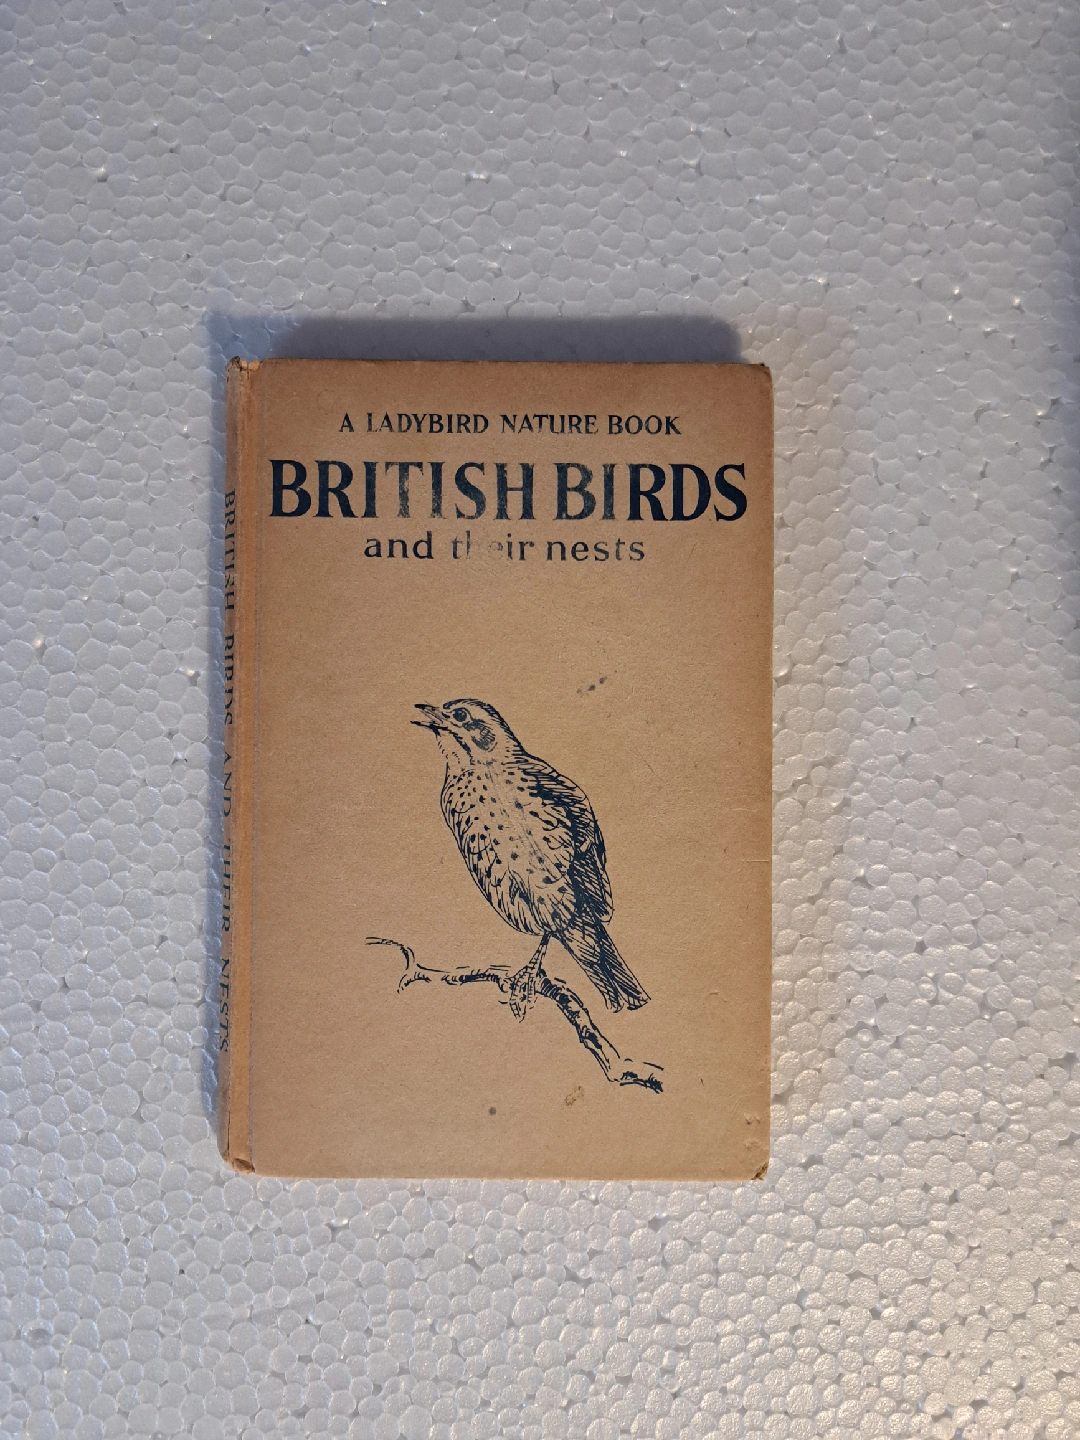 A LADYBIRD NATURE BOOK
BRITISH BIRDS
and their nests
BRITISH BIRDS AND THEIR NESTS